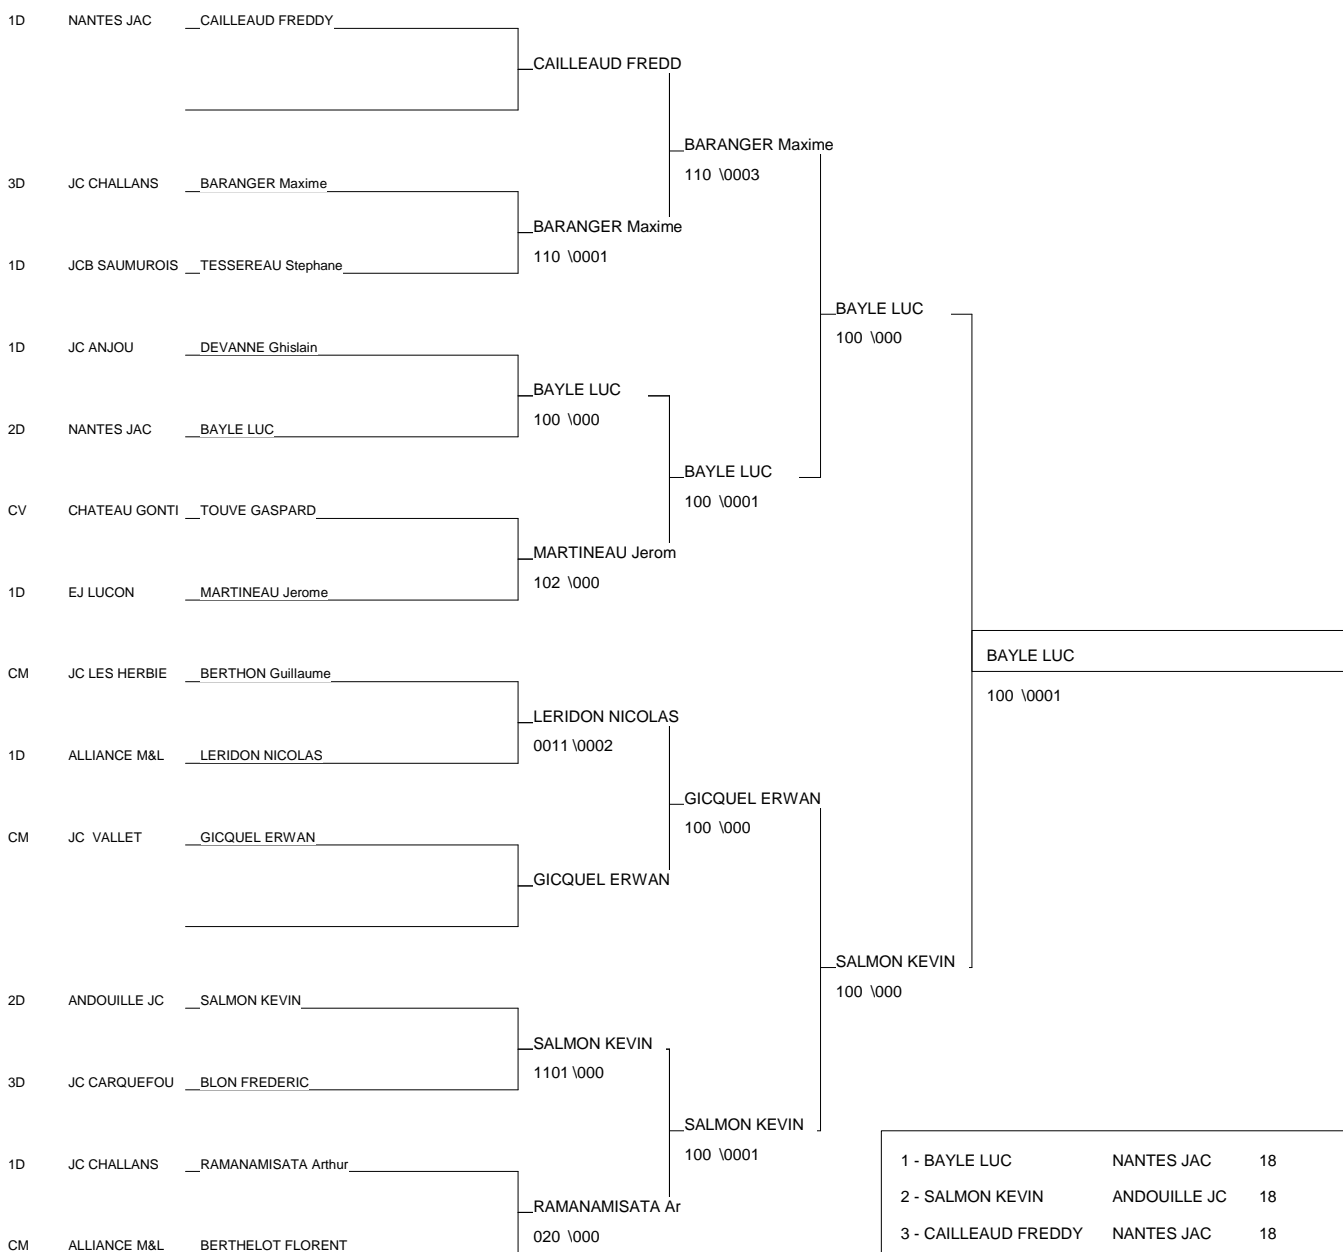 1D NANTES JAC CAILLEAUD FREDDY
CAILLEAUD FREDD
BARANGER Maxime
110 \0003
3D JC CHALLANS BARANGER Maxime
BARANGER Maxime
110 \0001
1D JCB SAUMUROIS TESSEREAU Stephane
BAYLE LUC
100 \000
1D JC ANJOU DEVANNE Ghislain
BAYLE LUC
100 \000
2D NANTES JAC BAYLE LUC
BAYLE LUC
100 \0001
CV CHATEAU GONTI TOUVE GASPARD
MARTINEAU Jerom
102 \000
1D EJ LUCON MARTINEAU Jerome
BAYLE LUC
100 \0001
CM JC LES HERBIE BERTHON Guillaume
LERIDON NICOLAS
0011 \0002
1D ALLIANCE M&L LERIDON NICOLAS
GICQUEL ERWAN
100 \000
CM JC VALLET GICQUEL ERWAN
GICQUEL ERWAN
SALMON KEVIN
100 \000
2D ANDOUILLE JC SALMON KEVIN
SALMON KEVIN
1101 \000
3D JC CARQUEFOU BLON FREDERIC
SALMON KEVIN
100 \0001
1D JC CHALLANS RAMANAMISATA Arthur
RAMANAMISATA Ar
020 \000
CM ALLIANCE M&L BERTHELOT FLORENT
1 - BAYLE LUC NANTES JAC 18
2 - SALMON KEVIN ANDOUILLE JC 18
3 - CAILLEAUD FREDDY NANTES JAC 18